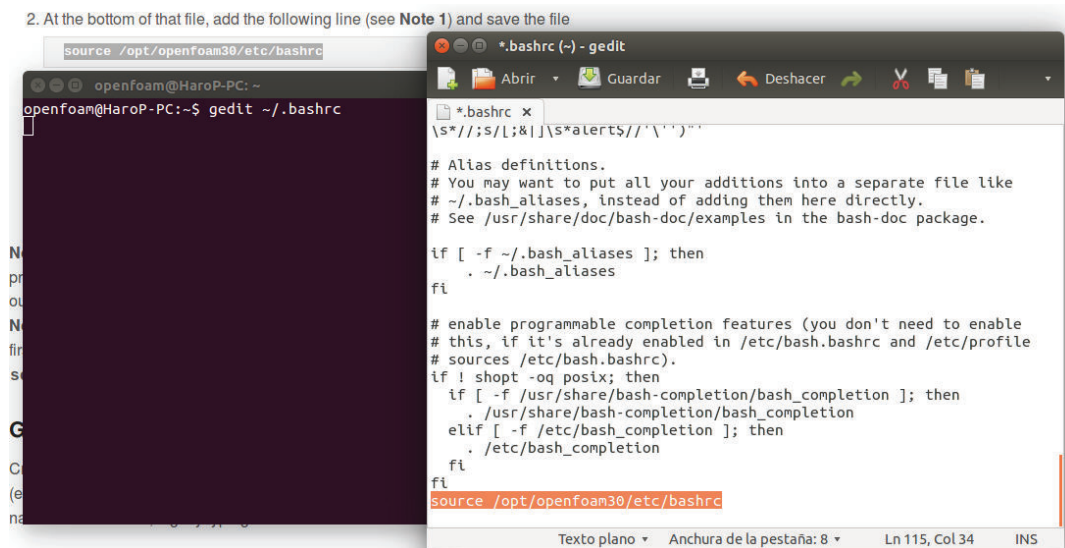 2. At the bottom of that file, add the following line (see Note 1) and save the file
source /opt/openfoam30/etc/bashrc
openfoam@HaroP-PC: ~
openfoam@HaroP-PC:~$ gedit ~/.bashrc
*.bashrc (~) - gedit
Abrir Guardar Deshacer
*.bashrc ×
\s*//;s/[;&|]\s*alert$//'\'')"'
# Alias definitions.
# You may want to put all your additions into a separate file like
# ~/.bash_aliases, instead of adding them here directly.
# See /usr/share/doc/bash-doc/examples in the bash-doc package.
if [ -f ~/.bash_aliases ]; then
. ~/.bash_aliases
fi
# enable programmable completion features (you don't need to enable
# this, if it's already enabled in /etc/bash.bashrc and /etc/profile
# sources /etc/bash.bashrc).
if ! shopt -oq posix; then
if [ -f /usr/share/bash-completion/bash_completion ]; then
. /usr/share/bash-completion/bash_completion
elif [ -f /etc/bash_completion ]; then
. /etc/bash_completion
fi
fi
source /opt/openfoam30/etc/bashrc
Texto plano Anchura de la pestaña: 8 Ln 115, Col 34 INS